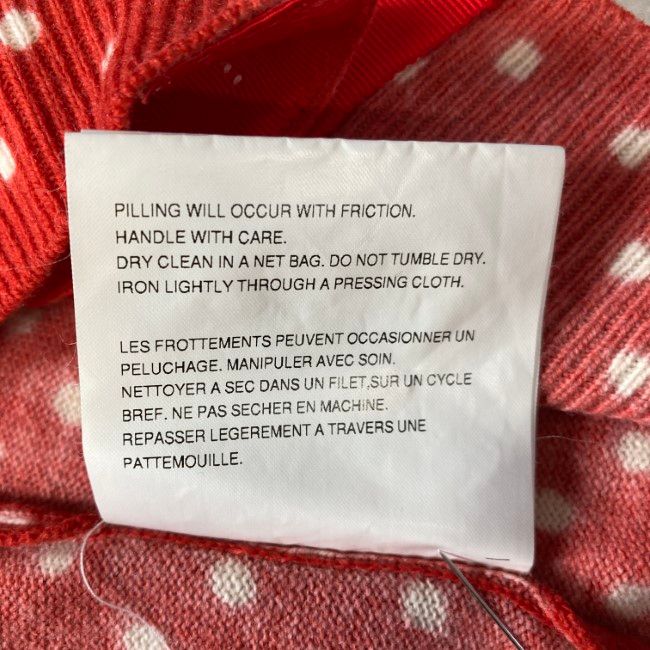 PILLING WILL OCCUR WITH FRICTION.
HANDLE WITH CARE.
DRY CLEAN IN A NET BAG. DO NOT TUMBLE DRY.
IRON LIGHTLY THROUGH A PRESSING CLOTH.
LES FROTTEMENTS PEUVENT OCCASIONNER UN
PELUCHAGE. MANIPULER AVEC SOIN.
NETTOYER A SEC DANS UN FILET,SUR UN CYCLE
BREF. NE PAS SECHER EN MACHINE.
REPASSER LEGEREMENT A TRAVERS UNE
PATTEMOUILLE.